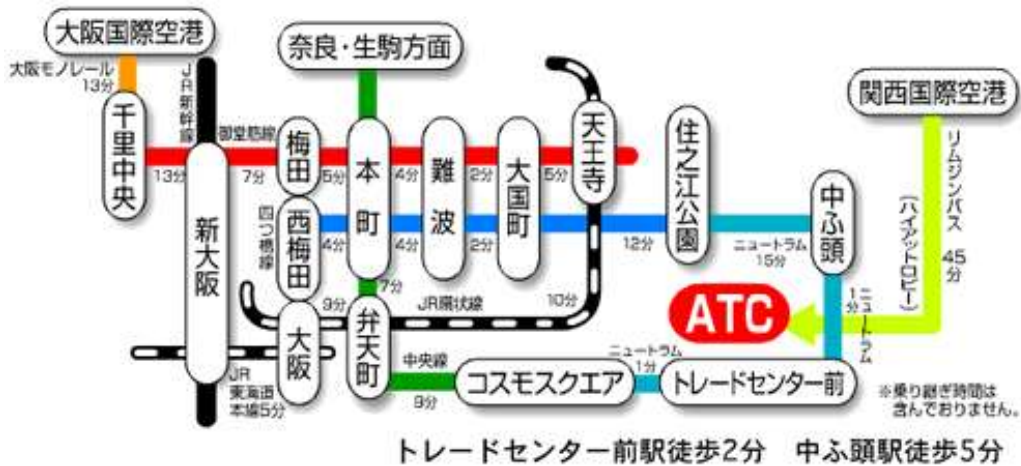 大阪国際空港
奈良・生駒方面
関西国際空港
大阪モノレール
13分
JR新幹線
千里中央
13分
新大阪
御堂筋線
7分
梅田
5分
本町
4分
難波
2分
大国町
5分
天王寺
住之江公園
中ふ頭
リムジンバス
(ハイアットロビー)
45分
四つ橋線
西梅田
4分
4分
2分
12分
ニュートラム
15分
7分
9分
JR環状線
10分
ATC
ニュートラム
1分
大阪
弁天町
中央線
9分
コスモスクエア
ニュートラム
1分
トレードセンター前
JR
東海道
本線5分
※乗り継ぎ時間は
含んでおりません。
トレードセンター前駅徒歩2分 中ふ頭駅徒歩5分